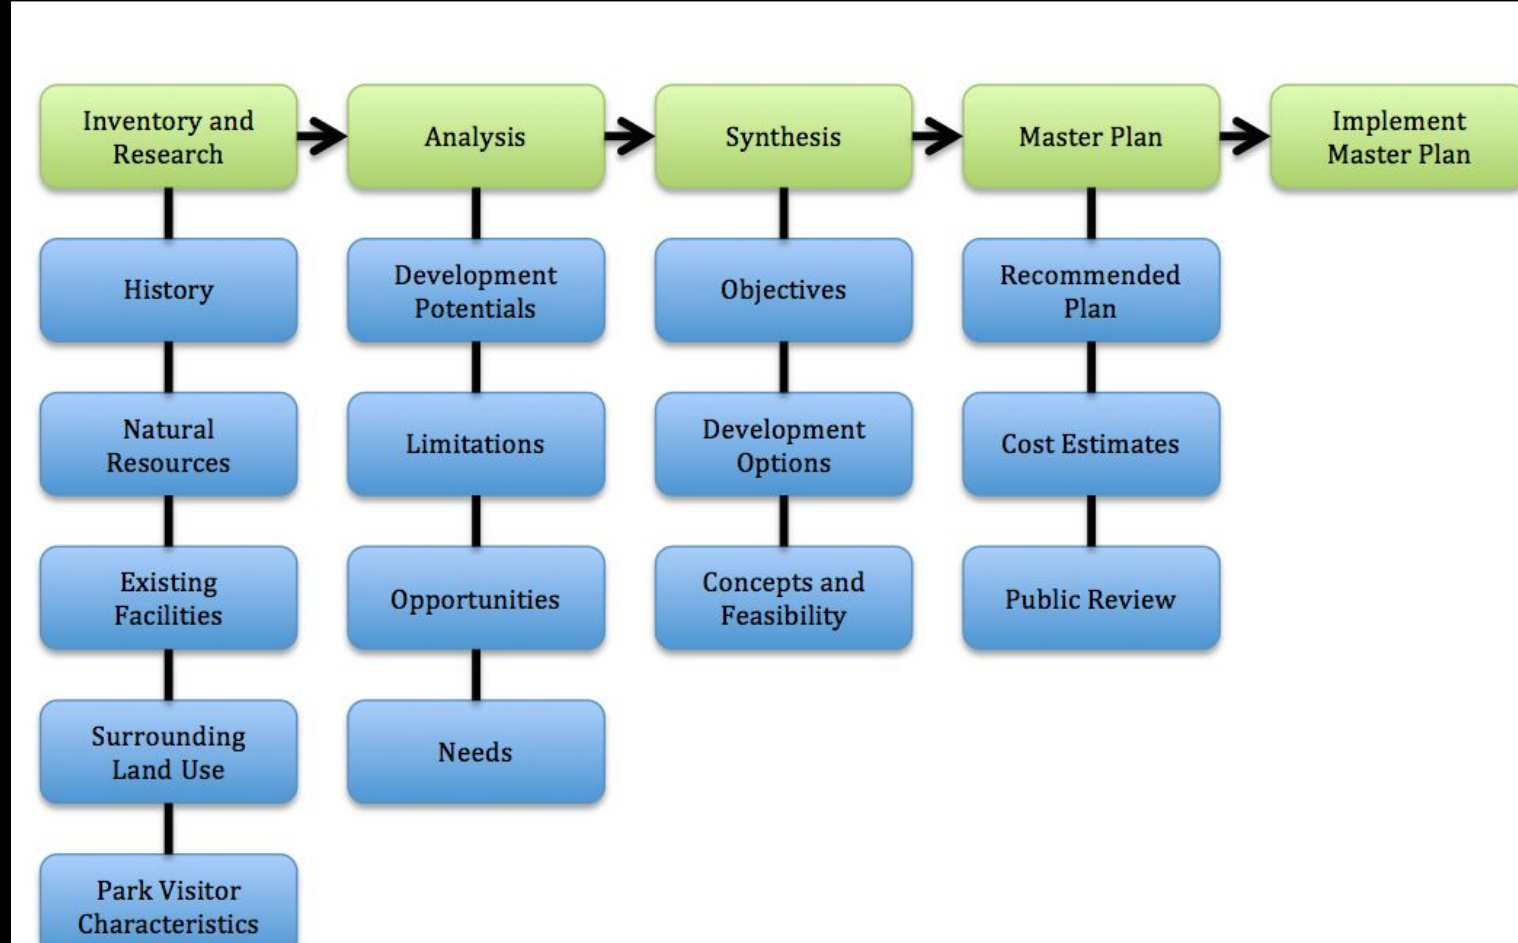 Inventory and
Research
Analysis
Synthesis
Master Plan
Implement
Master Plan
History
Development
Potentials
Objectives
Recommended
Plan
Natural
Resources
Limitations
Development
Options
Cost Estimates
Existing
Facilities
Opportunities
Concepts and
Feasibility
Public Review
Surrounding
Land Use
Needs
Park Visitor
Characteristics